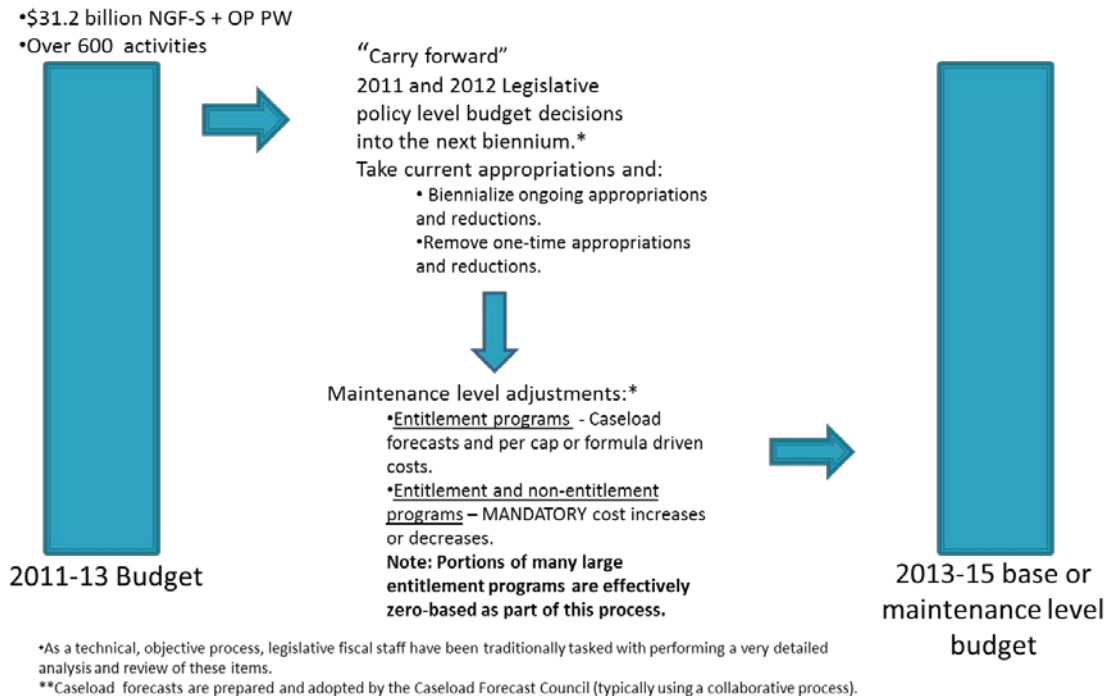 •$31.2 billion NGF-S + OP PW
•Over 600 activities
“Carry forward”
2011 and 2012 Legislative
policy level budget decisions
into the next biennium.*
Take current appropriations and:
• Biennialize ongoing appropriations
and reductions.
•Remove one-time appropriations
and reductions.
Maintenance level adjustments:*
•Entitlement programs - Caseload
forecasts and per cap or formula driven
costs.
•Entitlement and non-entitlement
programs – MANDATORY cost increases
or decreases.
Note: Portions of many large
entitlement programs are effectively
zero-based as part of this process.
2011-13 Budget
2013-15 base or
maintenance level
budget
•As a technical, objective process, legislative fiscal staff have been traditionally tasked with performing a very detailed
analysis and review of these items.
**Caseload forecasts are prepared and adopted by the Caseload Forecast Council (typically using a collaborative process).